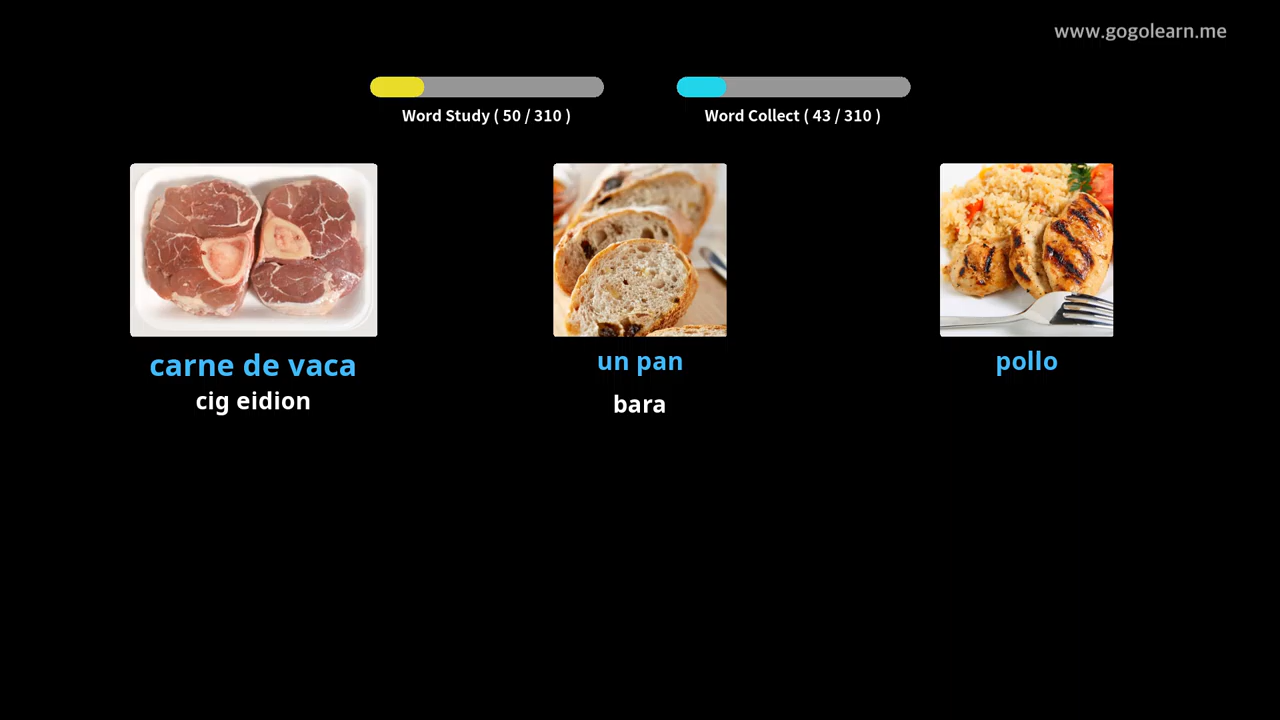 www.gogolearn.me
Word Study ( 50 / 310 )
Word Collect ( 43 / 310 )
carne de vaca
cig eidion
un pan
bara
pollo